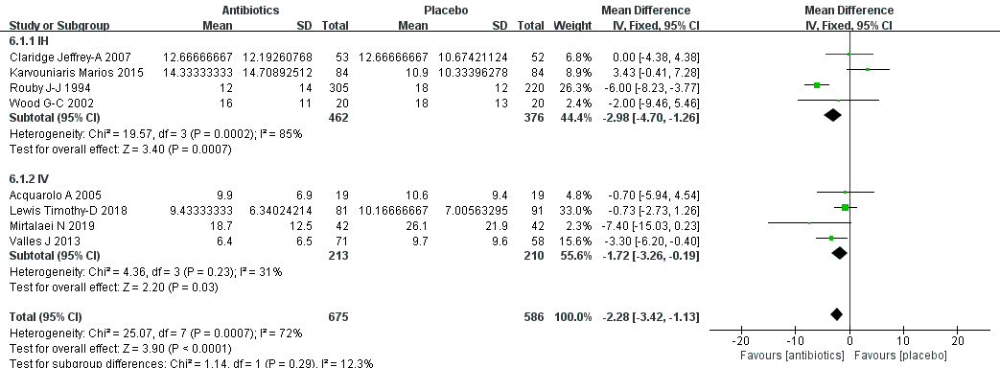 Antibiotics Placebo Mean Difference Mean Difference
Study or Subgroup Mean SD Total Mean SD Total Weight IV, Fixed, 95% CI IV, Fixed, 95% CI
6.1.1 IH
Claridge Jeffrey-A 2007 12.66666667 12.19260768 53 12.66666667 10.67421124 52 6.8% 0.00 [-4.38, 4.38]
Karvouniaris Marios 2015 14.33333333 14.70892512 84 10.9 10.33396278 84 8.9% 3.43 [-0.41, 7.28]
Rouby J-J 1994 12 14 305 18 12 220 26.3% -6.00 [-8.23, -3.77]
Wood G-C 2002 16 11 20 18 13 20 2.4% -2.00 [-9.46, 5.46]
Subtotal (95% CI) 462 376 44.4% -2.98 [-4.70, -1.26]
Heterogeneity: Chi² = 19.57, df = 3 (P = 0.0002); I² = 85%
Test for overall effect: Z = 3.40 (P = 0.0007)
6.1.2 IV
Acquarolo A 2005 9.9 6.9 19 10.6 9.4 19 4.8% -0.70 [-5.94, 4.54]
Lewis Timothy-D 2018 9.43333333 6.34024214 81 10.16666667 7.00563295 91 33.0% -0.73 [-2.73, 1.26]
Mirtalaei N 2019 18.7 12.5 42 26.1 21.9 42 2.3% -7.40 [-15.03, 0.23]
Valles J 2013 6.4 6.5 71 9.7 9.6 58 15.6% -3.30 [-6.20, -0.40]
Subtotal (95% CI) 213 210 55.6% -1.72 [-3.26, -0.19]
Heterogeneity: Chi² = 4.36, df = 3 (P = 0.23); I² = 31%
Test for overall effect: Z = 2.20 (P = 0.03)
Total (95% CI) 675 586 100.0% -2.28 [-3.42, -1.13]
Heterogeneity: Chi² = 25.07, df = 7 (P = 0.0007); I² = 72%
Test for overall effect: Z = 3.90 (P < 0.0001)
Test for subgroup differences: Chi² = 1.14, df = 1 (P = 0.29), I² = 12.3%
-20 -10 0 10 20
Favours [antibiotics] Favours [placebo]